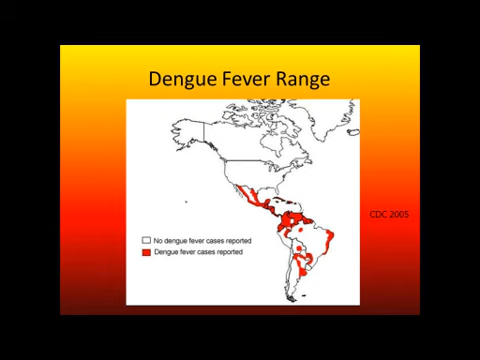 Dengue Fever Range
CDC 2005
No dengue fever cases reported
Dengue fever cases reported